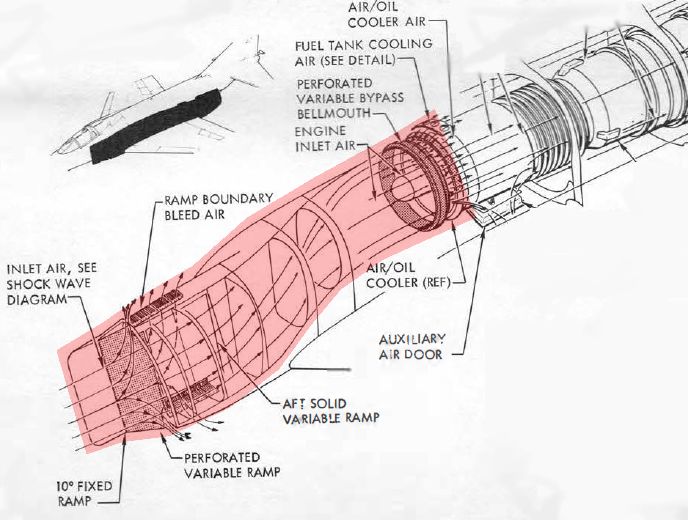 AIR/OIL
COOLER AIR
FUEL TANK COOLING
AIR (SEE DETAIL)
PERFORATED
VARIABLE BYPASS
BELLMOUTH
ENGINE
INLET AIR
RAMP BOUNDARY
BLEED AIR
INLET AIR, SEE
SHOCK WAVE
DIAGRAM
AIR/OIL
COOLER (REF)
AUXILIARY
AIR DOOR
AFT SOLID
VARIABLE RAMP
PERFORATED
VARIABLE RAMP
10° FIXED
RAMP